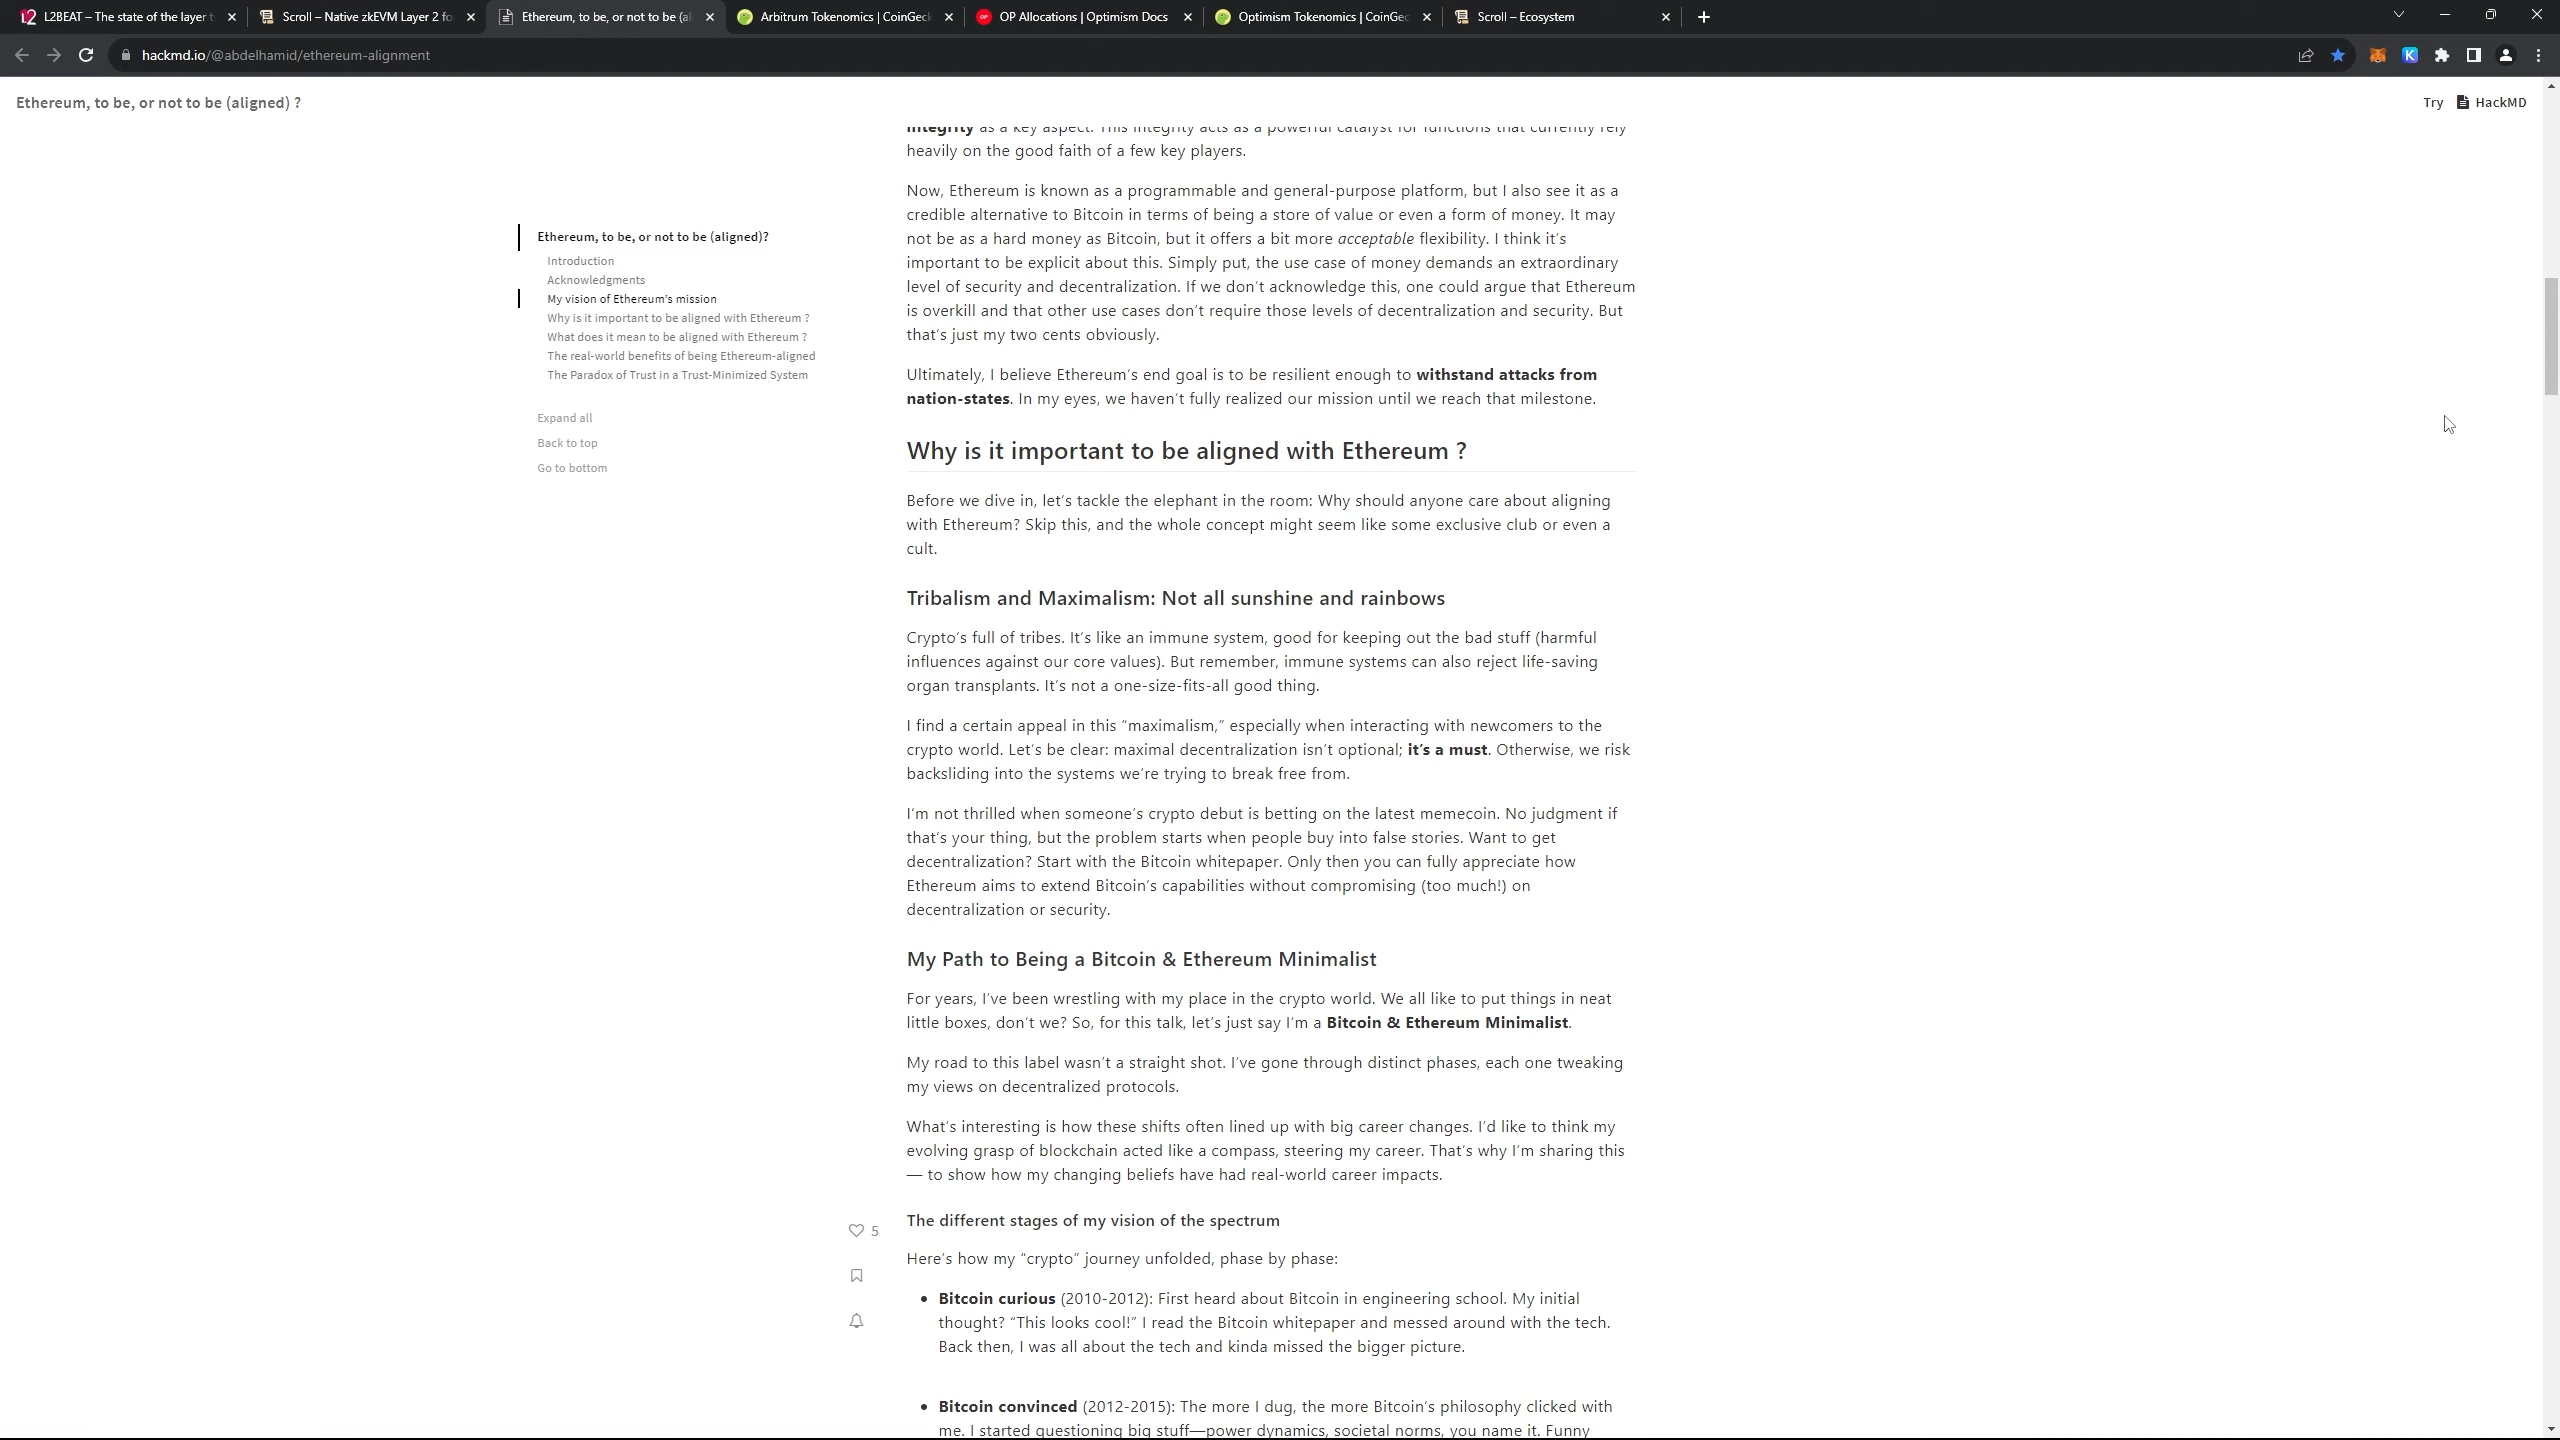 L2BEAT – The state of the layer t
Scroll – Native zkEVM Layer 2 fo
Ethereum, to be, or not to be (al
Arbitrum Tokenomics | CoinGeck
OP Allocations | Optimism Docs
Optimism Tokenomics | CoinGec
Scroll – Ecosystem
hackmd.io/@abdelhamid/ethereum-alignment
Ethereum, to be, or not to be (aligned) ?
Try HackMD
Ethereum, to be, or not to be (aligned)?
Introduction
Acknowledgments
My vision of Ethereum's mission
Why is it important to be aligned with Ethereum ?
What does it mean to be aligned with Ethereum ?
The real-world benefits of being Ethereum-aligned
The Paradox of Trust in a Trust-Minimized System
Expand all
Back to top
Go to bottom
integrity as a key aspect. This integrity acts as a powerful catalyst for functions that currently rely
heavily on the good faith of a few key players.
Now, Ethereum is known as a programmable and general-purpose platform, but I also see it as a
credible alternative to Bitcoin in terms of being a store of value or even a form of money. It may
not be as a hard money as Bitcoin, but it offers a bit more acceptable flexibility. I think it's
important to be explicit about this. Simply put, the use case of money demands an extraordinary
level of security and decentralization. If we don't acknowledge this, one could argue that Ethereum
is overkill and that other use cases don't require those levels of decentralization and security. But
that's just my two cents obviously.
Ultimately, I believe Ethereum's end goal is to be resilient enough to withstand attacks from
nation-states. In my eyes, we haven't fully realized our mission until we reach that milestone.
Why is it important to be aligned with Ethereum ?
Before we dive in, let's tackle the elephant in the room: Why should anyone care about aligning
with Ethereum? Skip this, and the whole concept might seem like some exclusive club or even a
cult.
Tribalism and Maximalism: Not all sunshine and rainbows
Crypto's full of tribes. It's like an immune system, good for keeping out the bad stuff (harmful
influences against our core values). But remember, immune systems can also reject life-saving
organ transplants. It's not a one-size-fits-all good thing.
I find a certain appeal in this "maximalism," especially when interacting with newcomers to the
crypto world. Let's be clear: maximal decentralization isn't optional; it's a must. Otherwise, we risk
backsliding into the systems we're trying to break free from.
I'm not thrilled when someone's crypto debut is betting on the latest memecoin. No judgment if
that's your thing, but the problem starts when people buy into false stories. Want to get
decentralization? Start with the Bitcoin whitepaper. Only then you can fully appreciate how
Ethereum aims to extend Bitcoin's capabilities without compromising (too much!) on
decentralization or security.
My Path to Being a Bitcoin & Ethereum Minimalist
For years, I've been wrestling with my place in the crypto world. We all like to put things in neat
little boxes, don't we? So, for this talk, let's just say I'm a Bitcoin & Ethereum Minimalist.
My road to this label wasn't a straight shot. I've gone through distinct phases, each one tweaking
my views on decentralized protocols.
What's interesting is how these shifts often lined up with big career changes. I'd like to think my
evolving grasp of blockchain acted like a compass, steering my career. That's why I'm sharing this
— to show how my changing beliefs have had real-world career impacts.
5
The different stages of my vision of the spectrum
Here's how my "crypto" journey unfolded, phase by phase:
• Bitcoin curious (2010-2012): First heard about Bitcoin in engineering school. My initial
thought? "This looks cool!" I read the Bitcoin whitepaper and messed around with the tech.
Back then, I was all about the tech and kinda missed the bigger picture.
• Bitcoin convinced (2012-2015): The more I dug, the more Bitcoin's philosophy clicked with
me. I started questioning big stuff—power dynamics, societal norms, you name it. Funny